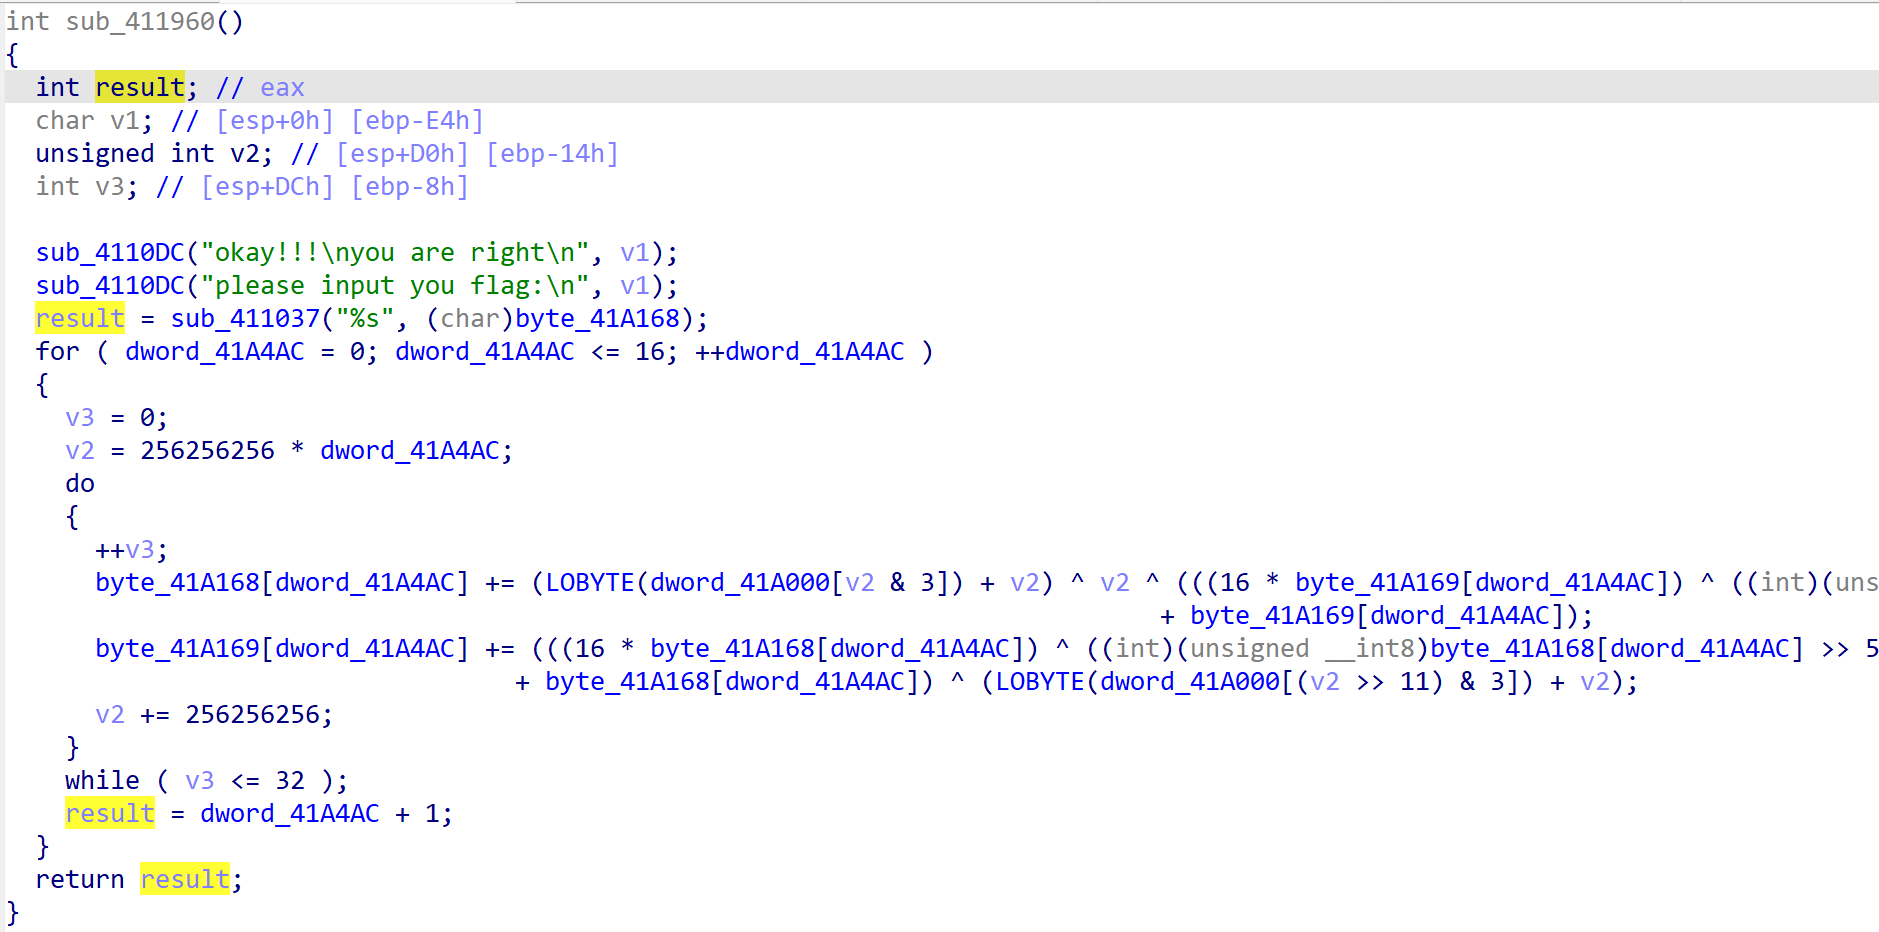 int sub_411960()
{
  int result; // eax
  char v1; // [esp+0h] [ebp-E4h]
  unsigned int v2; // [esp+D0h] [ebp-14h]
  int v3; // [esp+DCh] [ebp-8h]

  sub_4110DC("okay!!!\nyou are right\n", v1);
  sub_4110DC("please input you flag:\n", v1);
  result = sub_411037("%s", (char)byte_41A168);
  for ( dword_41A4AC = 0; dword_41A4AC <= 16; ++dword_41A4AC )
  {
    v3 = 0;
    v2 = 256256256 * dword_41A4AC;
    do
    {
      ++v3;
      byte_41A168[dword_41A4AC] += (LOBYTE(dword_41A000[v2 & 3]) + v2) ^ v2 ^ (((16 * byte_41A169[dword_41A4AC]) ^ ((int)(uns
                                                                             + byte_41A169[dword_41A4AC]);
      byte_41A169[dword_41A4AC] += (((16 * byte_41A168[dword_41A4AC]) ^ ((int)(unsigned __int8)byte_41A168[dword_41A4AC] >> 5
                                  + byte_41A168[dword_41A4AC]) ^ (LOBYTE(dword_41A000[(v2 >> 11) & 3]) + v2);
      v2 += 256256256;
    }
    while ( v3 <= 32 );
    result = dword_41A4AC + 1;
  }
  return result;
}